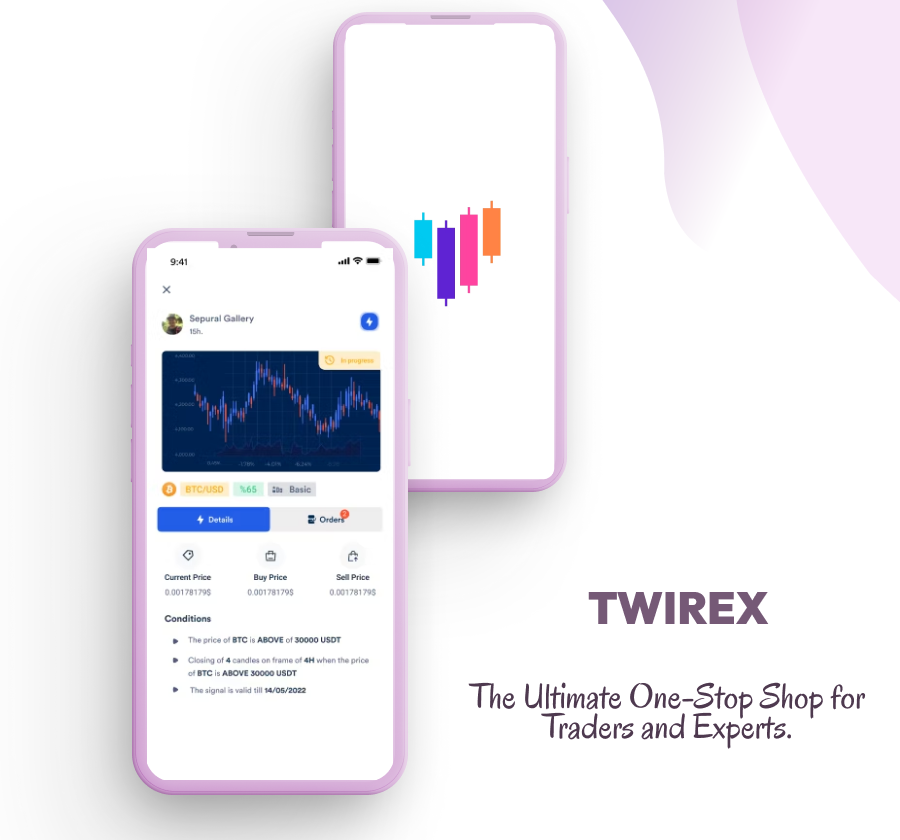 9:41
Sepural Gallery
15h.
In progress
BTC/USD %65 Basic
Details Orders 2
Current Price Buy Price Sell Price
0.00178179$ 0.00178179$ 0.00178179$
Conditions
The price of BTC is ABOVE of 30000 USDT
Closing of 4 candles on frame of 4H when the price
of BTC is ABOVE 30000 USDT
The signal is valid till 14/05/2022
TWIREX
The Ultimate One-Stop Shop for
Traders and Experts.